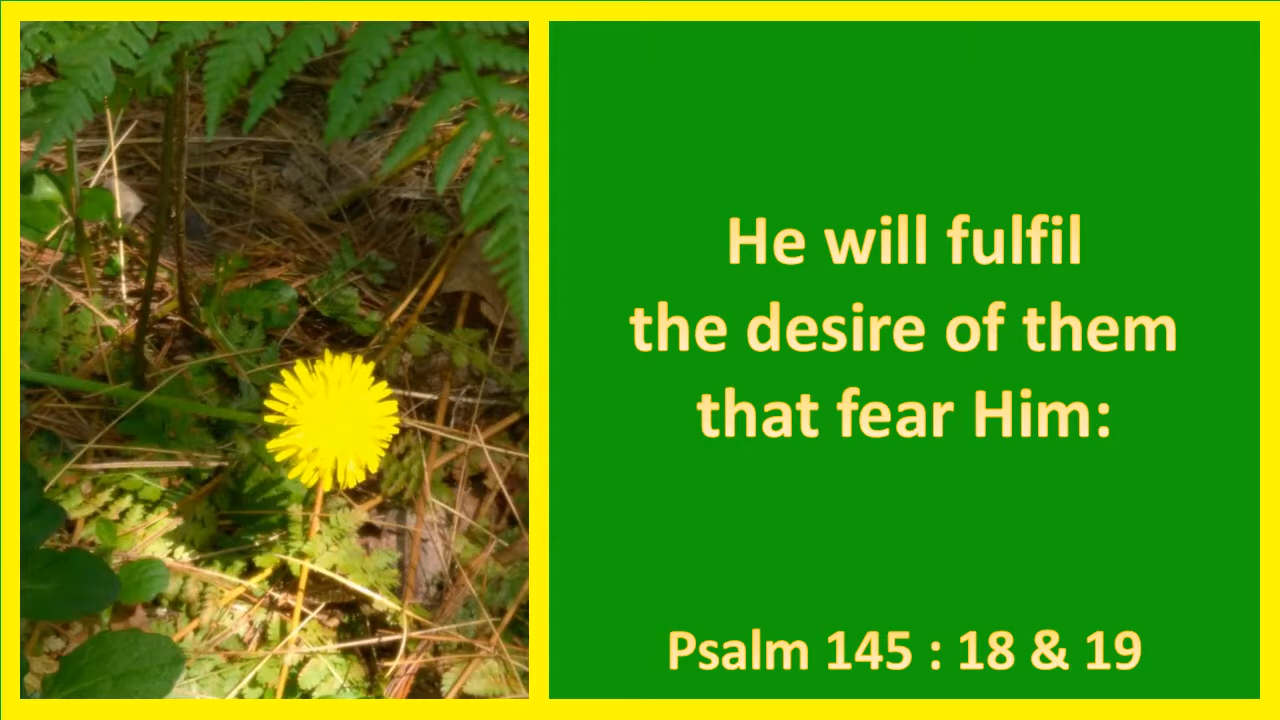 He will fulfil
the desire of them
that fear Him:
Psalm 145 : 18 & 19